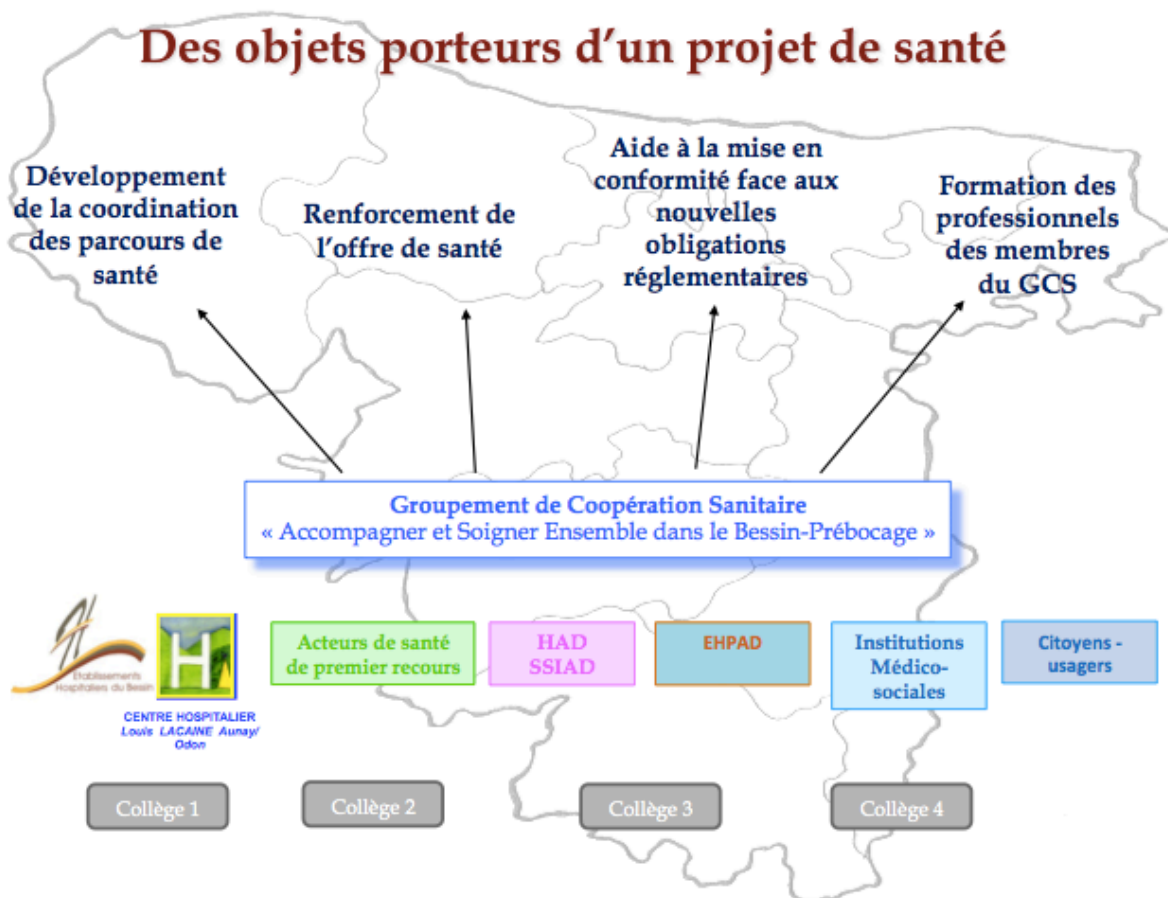 Des objets porteurs d’un projet de santé
Développement
de la coordination
des parcours de
santé
Renforcement de
l’offre de santé
Aide à la mise en
conformité face aux
nouvelles
obligations
réglementaires
Formation des
professionnels
des membres
du GCS
Groupement de Coopération Sanitaire
« Accompagner et Soigner Ensemble dans le Bessin-Prébocage »
Etablissements
Hospitaliers du Bessin
H
CENTRE HOSPITALIER
Louis LACAINE Aunay/
Odon
Acteurs de santé
de premier recours
HAD
SSIAD
EHPAD
Institutions
Médico-
sociales
Citoyens -
usagers
Collège 1
Collège 2
Collège 3
Collège 4